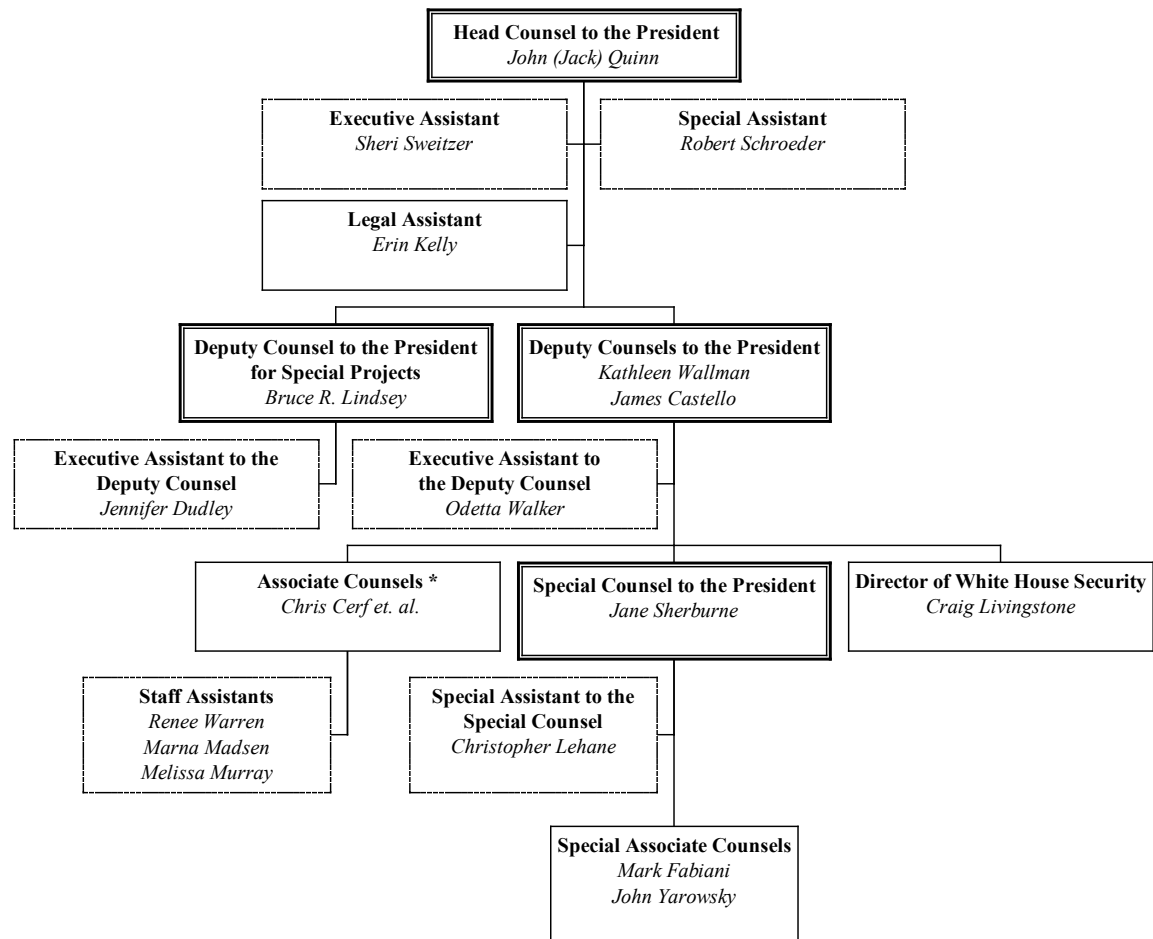 Head Counsel to the President
John (Jack) Quinn
Executive Assistant
Sheri Sweitzer
Special Assistant
Robert Schroeder
Legal Assistant
Erin Kelly
Deputy Counsel to the President
for Special Projects
Bruce R. Lindsey
Deputy Counsels to the President
Kathleen Wallman
James Castello
Executive Assistant to the
Deputy Counsel
Jennifer Dudley
Executive Assistant to
the Deputy Counsel
Odetta Walker
Associate Counsels *
Chris Cerf et. al.
Special Counsel to the President
Jane Sherburne
Director of White House Security
Craig Livingstone
Staff Assistants
Renee Warren
Marna Madsen
Melissa Murray
Special Assistant to the
Special Counsel
Christopher Lehane
Special Associate Counsels
Mark Fabiani
John Yarowsky